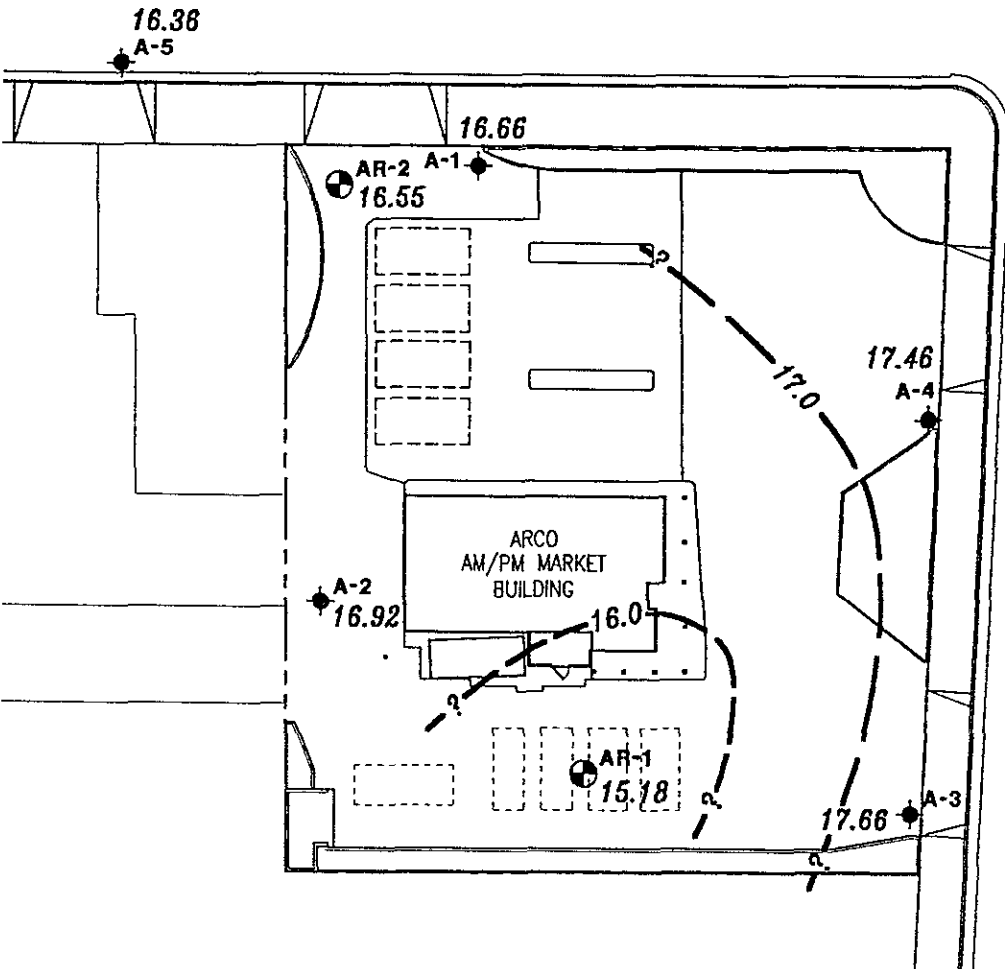 16.36
A-5
16.66
A-1
AR-2
16.55
?
17.0
17.46
A-4
ARCO
AM/PM MARKET
BUILDING
A-2
16.92
16.0
?
AR-1
15.18
?
A-3
17.66
?